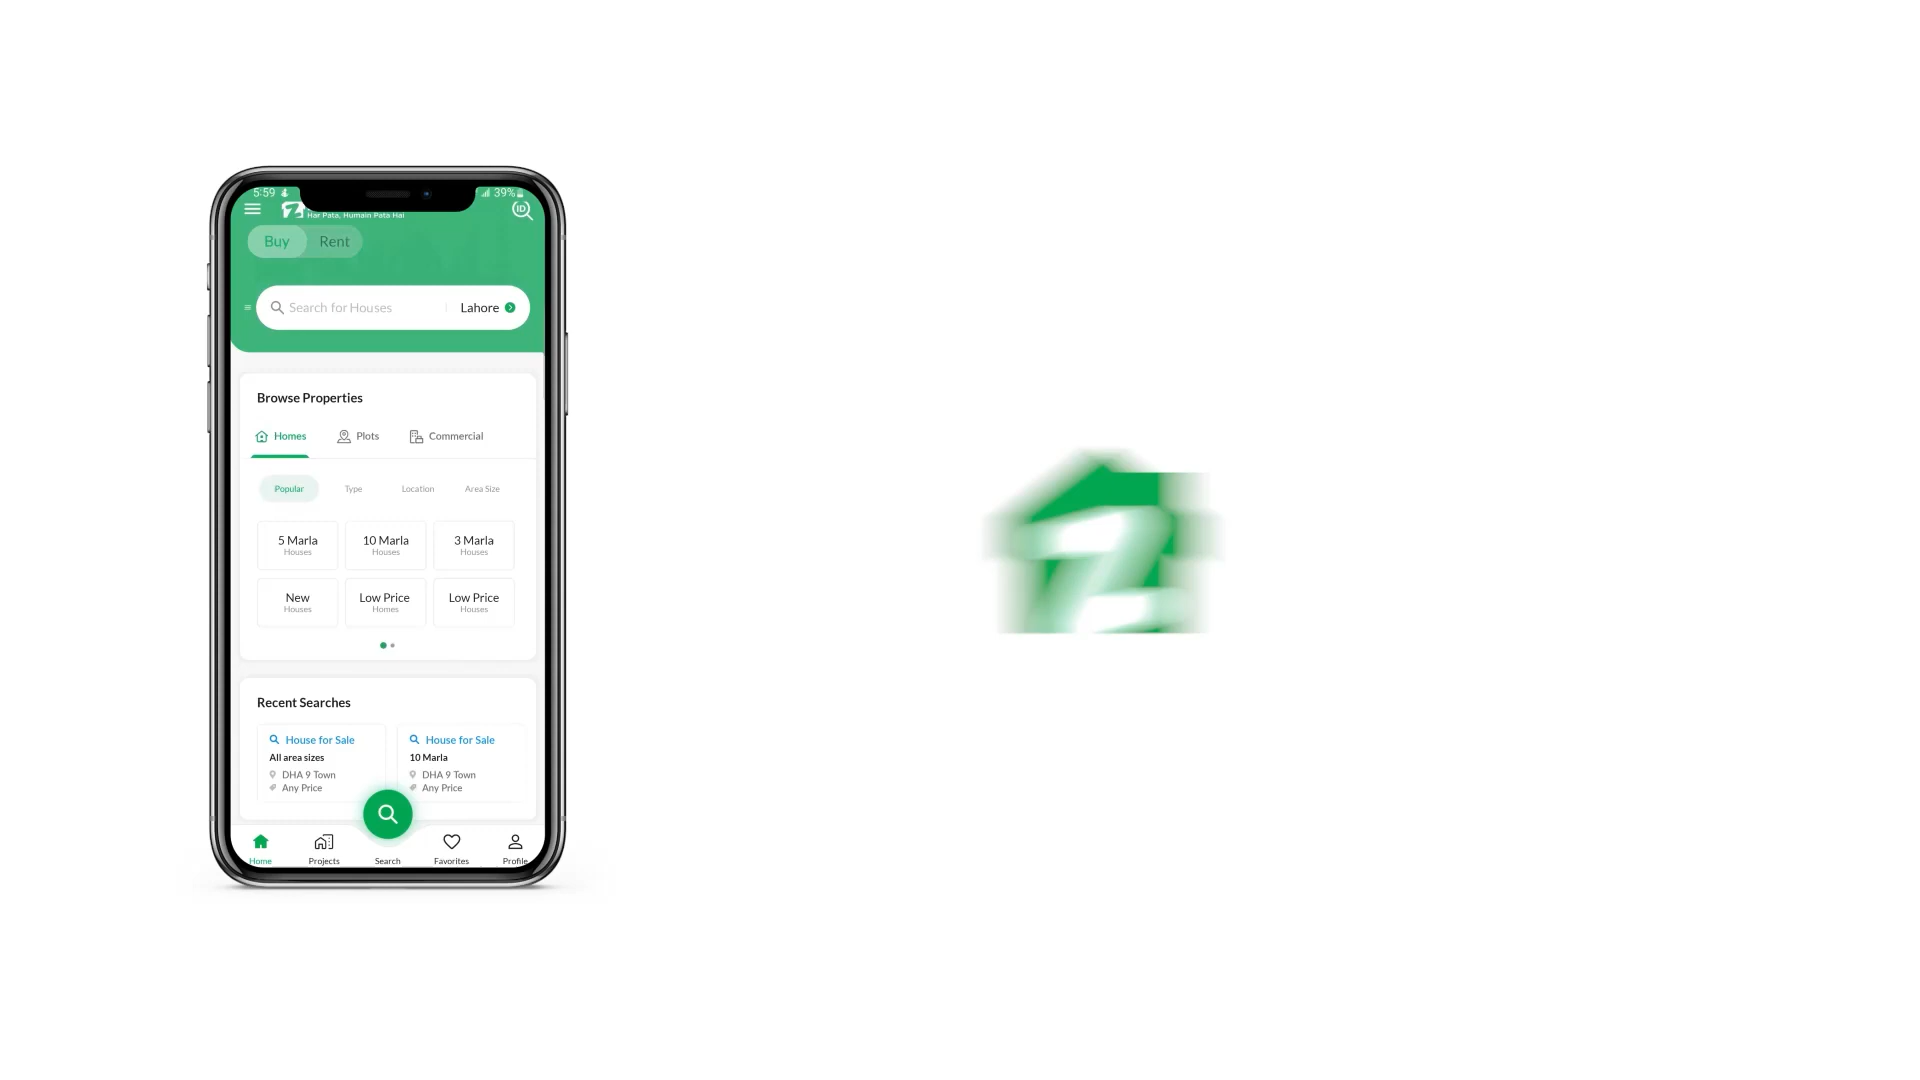 5:59
39%
Har Pata, Humain Pata Hai
ID
Buy Rent
Search for Houses Lahore
Browse Properties
Homes Plots Commercial
Popular Type Location Area Size
5 Marla 10 Marla 3 Marla
Houses Houses Houses
New Low Price Low Price
Houses Homes Houses
Recent Searches
House for Sale House for Sale
All area sizes 10 Marla
DHA 9 Town DHA 9 Town
Any Price Any Price
Home Projects Search Favorites Profile
Z